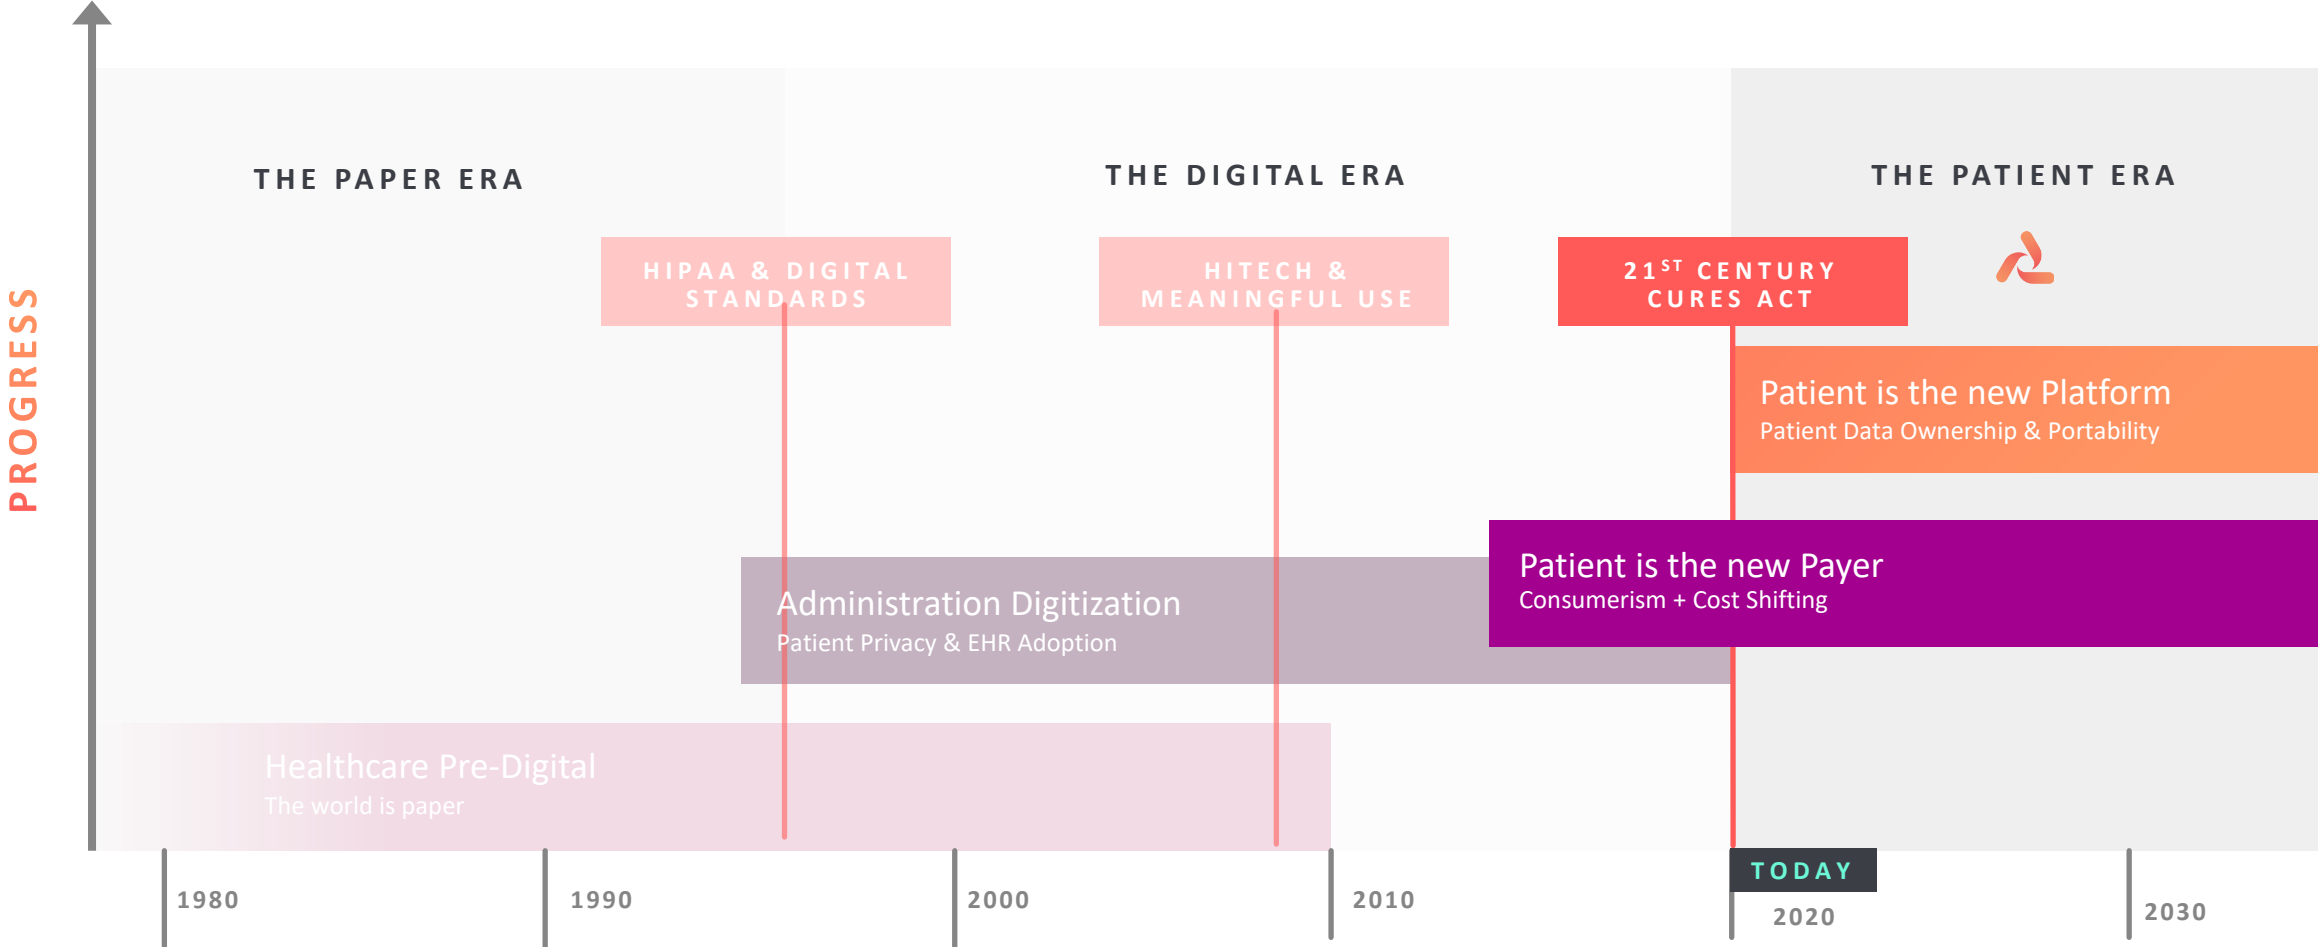 THE PAPER ERA
THE DIGITAL ERA
THE PATIENT ERA
HIPAA & DIGITAL
STANDARDS
HITECH &
MEANINGFUL USE
21ST CENTURY
CURES ACT
PROGRESS
Patient is the new Platform
Patient Data Ownership & Portability
Patient is the new Payer
Consumerism + Cost Shifting
Administration Digitization
Patient Privacy & EHR Adoption
Healthcare Pre-Digital
The world is paper
TODAY
1980
1990
2000
2010
2020
2030